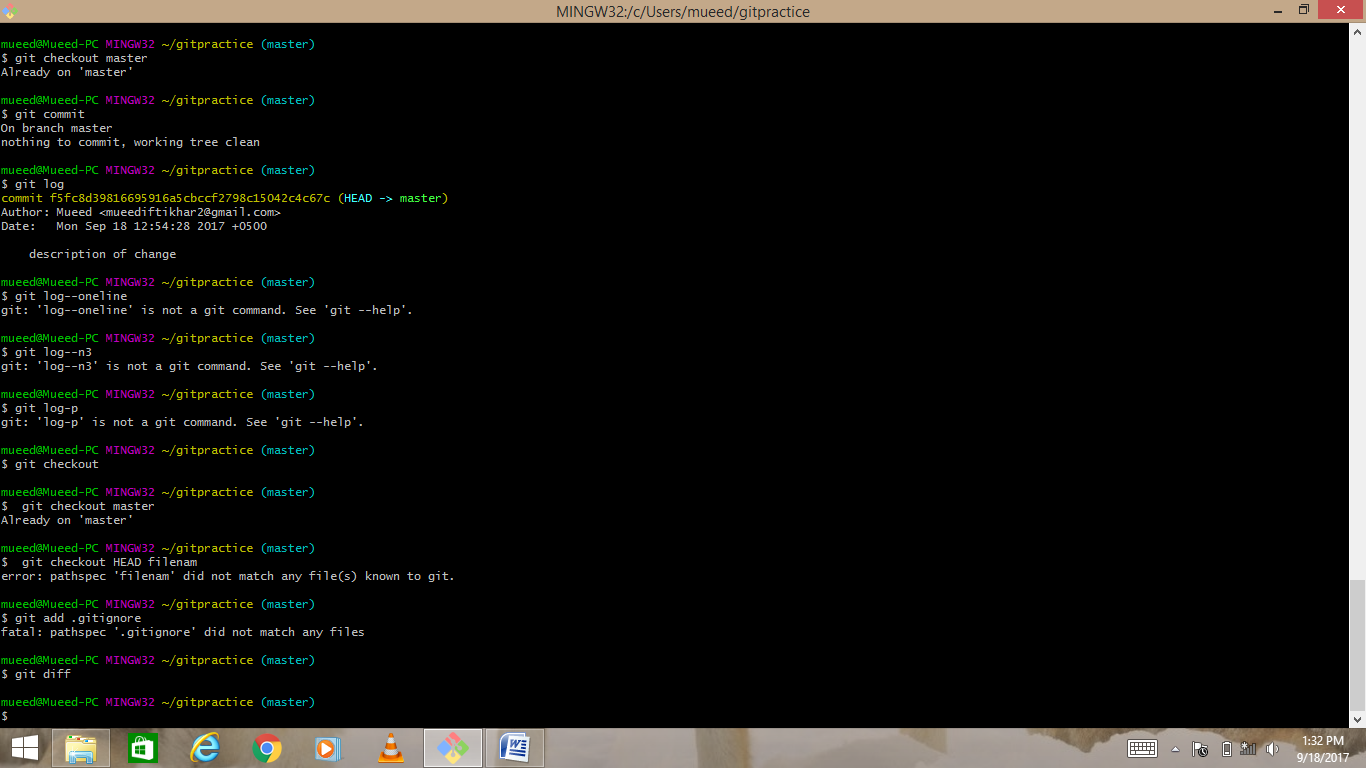 MINGW32:/c/Users/mueed/gitpractice
mueed@Mueed-PC MINGW32 ~/gitpractice (master)
$ git checkout master
Already on 'master'
mueed@Mueed-PC MINGW32 ~/gitpractice (master)
$ git commit
On branch master
nothing to commit, working tree clean
mueed@Mueed-PC MINGW32 ~/gitpractice (master)
$ git log
commit f5fc8d39816695916a5cbccf2798c15042c4c67c (HEAD -> master)
Author: Mueed <mueediftikhar2@gmail.com>
Date:   Mon Sep 18 12:54:28 2017 +0500
    description of change
mueed@Mueed-PC MINGW32 ~/gitpractice (master)
$ git log--oneline
git: 'log--oneline' is not a git command. See 'git --help'.
mueed@Mueed-PC MINGW32 ~/gitpractice (master)
$ git log--n3
git: 'log--n3' is not a git command. See 'git --help'.
mueed@Mueed-PC MINGW32 ~/gitpractice (master)
$ git log-p
git: 'log-p' is not a git command. See 'git --help'.
mueed@Mueed-PC MINGW32 ~/gitpractice (master)
$ git checkout
mueed@Mueed-PC MINGW32 ~/gitpractice (master)
$  git checkout master
Already on 'master'
mueed@Mueed-PC MINGW32 ~/gitpractice (master)
$  git checkout HEAD filenam
error: pathspec 'filenam' did not match any file(s) known to git.
mueed@Mueed-PC MINGW32 ~/gitpractice (master)
$ git add .gitignore
fatal: pathspec '.gitignore' did not match any files
mueed@Mueed-PC MINGW32 ~/gitpractice (master)
$ git diff
mueed@Mueed-PC MINGW32 ~/gitpractice (master)
$
1:32 PM
9/18/2017